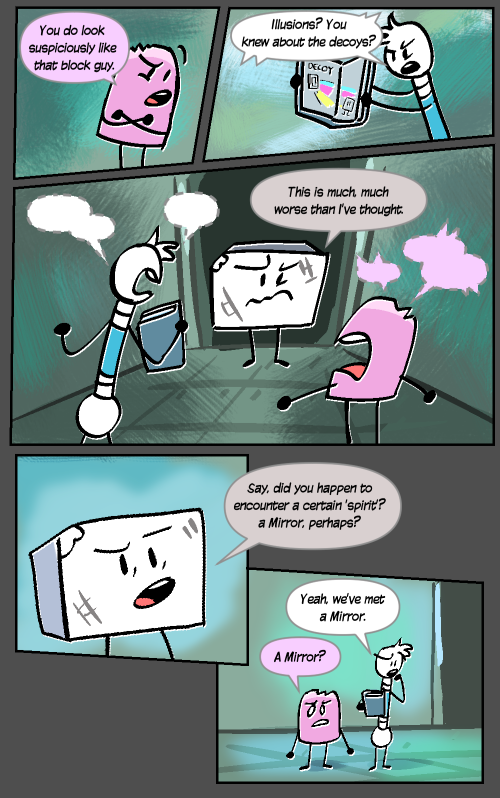 You do look
suspiciously like
that block guy.
Illusions? You
knew about the decoys?
DECOY
This is much, much
worse than I've thought.
Say, did you happen to
encounter a certain 'spirit'?
a Mirror, perhaps?
Yeah, we've met
a Mirror.
A Mirror?